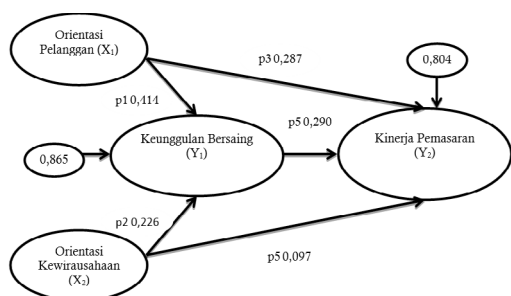 Orientasi
Pelanggan (X₁)
0,804
p3 0,287
p1 0,414
p5 0,290
Keunggulan Bersaing
(Y₁)
Kinerja Pemasaran
(Y₂)
0,865
p2 0,226
Orientasi
Kewirausahaan
(X₂)
p5 0,097